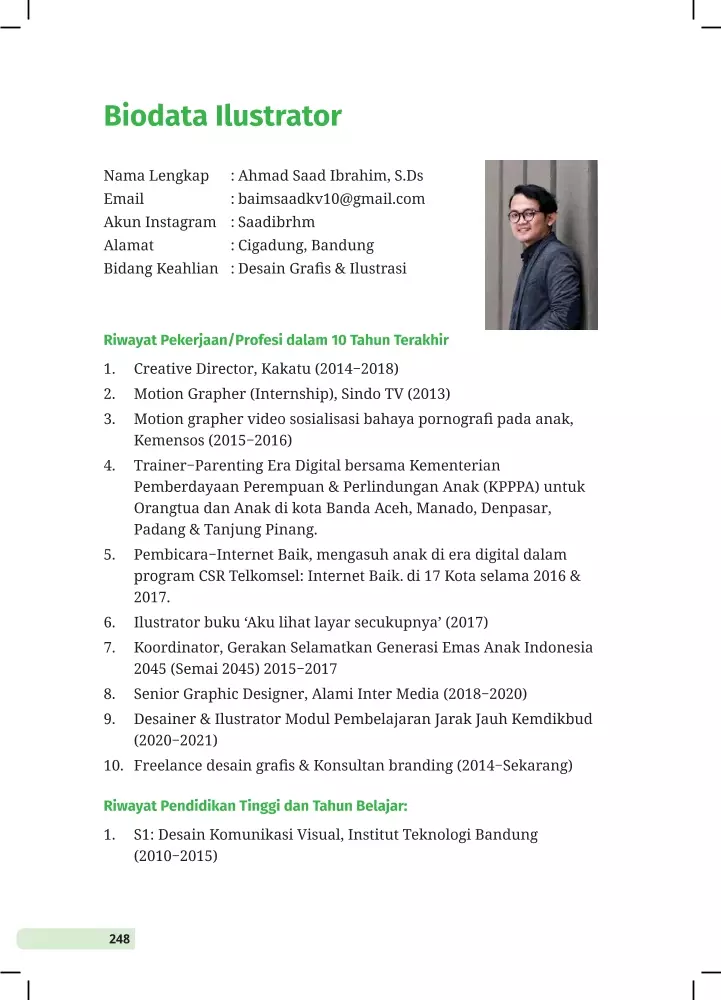 Biodata Ilustrator
Nama Lengkap : Ahmad Saad Ibrahim, S.Ds
Email : baimsaadkv10@gmail.com
Akun Instagram : Saadibrhm
Alamat : Cigadung, Bandung
Bidang Keahlian : Desain Grafis & Ilustrasi
Riwayat Pekerjaan/Profesi dalam 10 Tahun Terakhir
1. Creative Director, Kakatu (2014–2018)
2. Motion Grapher (Internship), Sindo TV (2013)
3. Motion grapher video sosialisasi bahaya pornografi pada anak,
Kemensos (2015–2016)
4. Trainer–Parenting Era Digital bersama Kementerian
Pemberdayaan Perempuan & Perlindungan Anak (KPPPA) untuk
Orangtua dan Anak di kota Banda Aceh, Manado, Denpasar,
Padang & Tanjung Pinang.
5. Pembicara–Internet Baik, mengasuh anak di era digital dalam
program CSR Telkomsel: Internet Baik. di 17 Kota selama 2016 &
2017.
6. Ilustrator buku ‘Aku lihat layar secukupnya’ (2017)
7. Koordinator, Gerakan Selamatkan Generasi Emas Anak Indonesia
2045 (Semai 2045) 2015–2017
8. Senior Graphic Designer, Alami Inter Media (2018–2020)
9. Desainer & Ilustrator Modul Pembelajaran Jarak Jauh Kemdikbud
(2020–2021)
10. Freelance desain grafis & Konsultan branding (2014–Sekarang)
Riwayat Pendidikan Tinggi dan Tahun Belajar:
1. S1: Desain Komunikasi Visual, Institut Teknologi Bandung
(2010–2015)
248